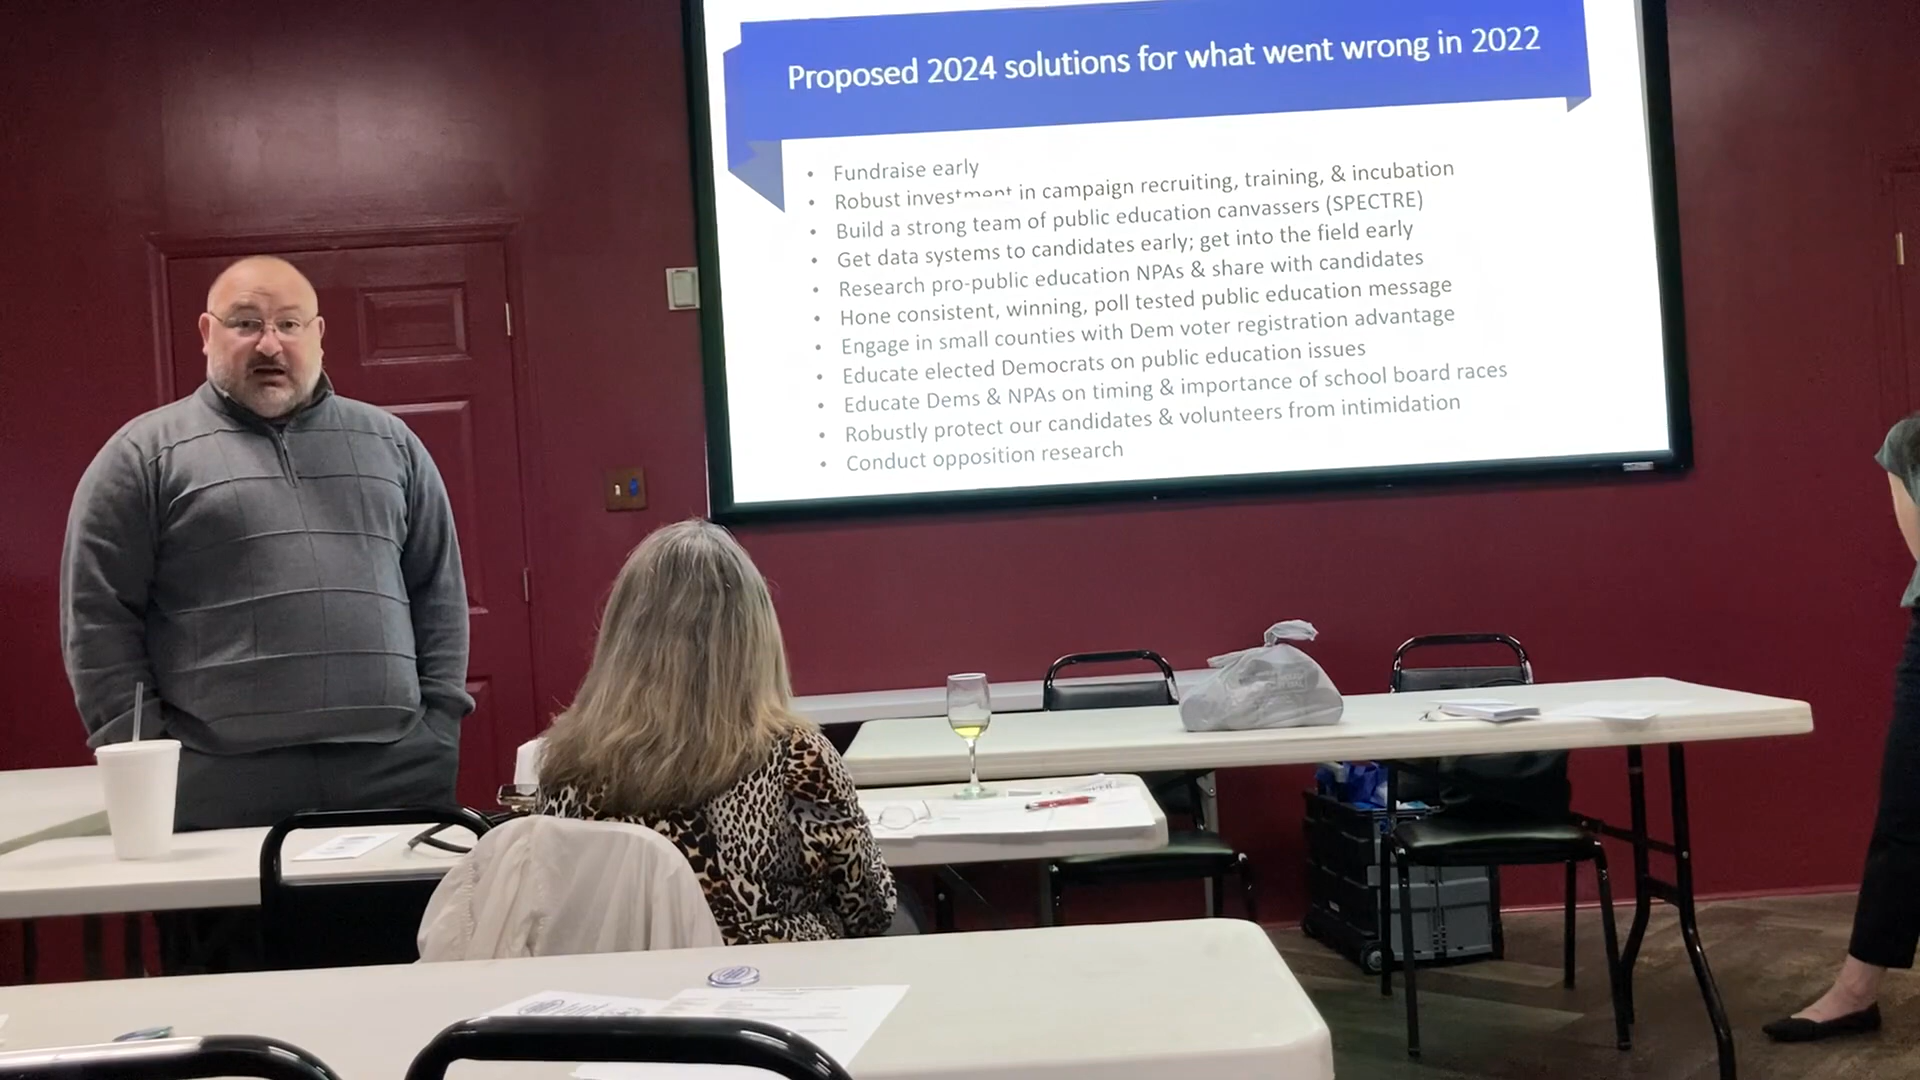 Proposed 2024 solutions for what went wrong in 2022
• Fundraise early
• Robust investment in campaign recruiting, training, & incubation
• Build a strong team of public education canvassers (SPECTRE)
• Get data systems to candidates early; get into the field early
• Research pro-public education NPAs & share with candidates
• Hone consistent, winning, poll tested public education message
• Engage in small counties with Dem voter registration advantage
• Educate elected Democrats on public education issues
• Educate Dems & NPAs on timing & importance of school board races
• Robustly protect our candidates & volunteers from intimidation
• Conduct opposition research